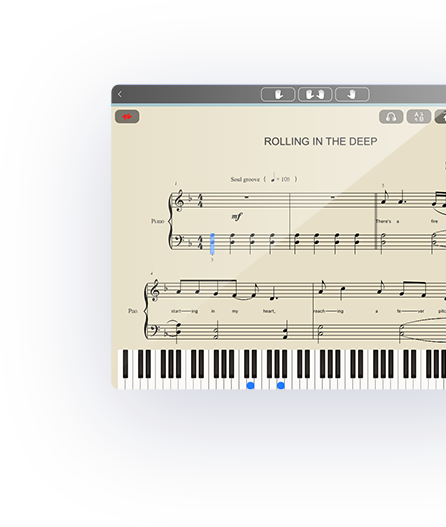 ROLLING IN THE DEEP
Soul groove ( ♩ = 105 )
Piano
mf
There's a fire
start——ing in my heart, reach——ing a fe——ver pitc
Pno.